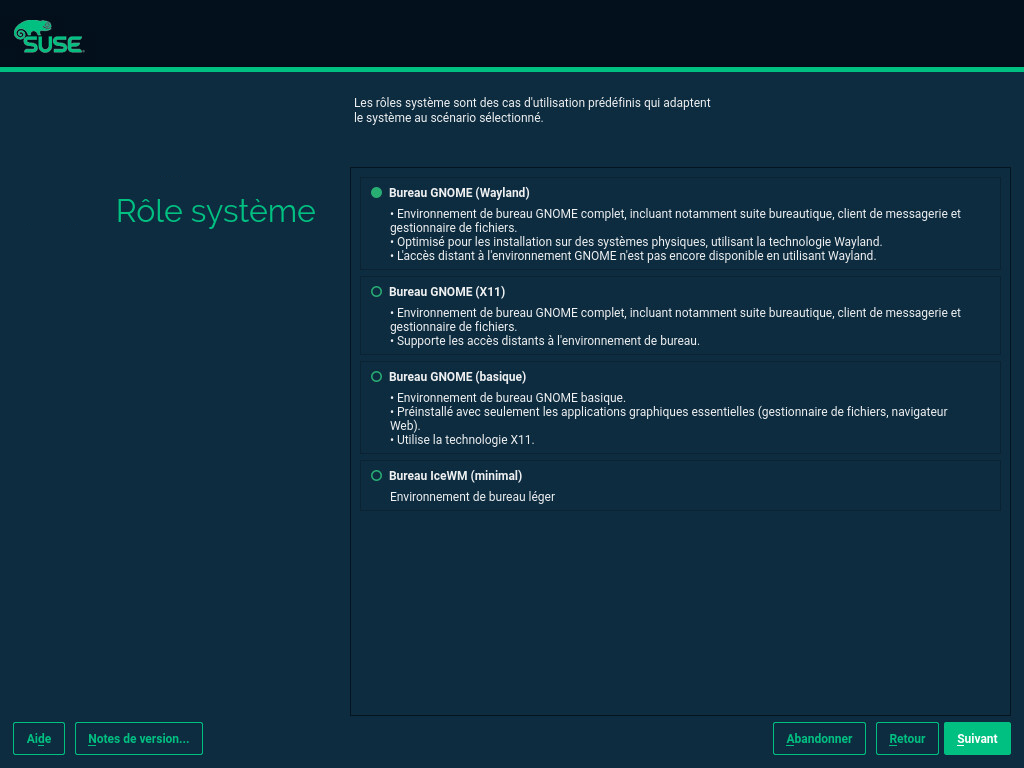 SUSE
Les rôles système sont des cas d'utilisation prédéfinis qui adaptent
le système au scénario sélectionné.
Rôle système
Bureau GNOME (Wayland)
• Environnement de bureau GNOME complet, incluant notamment suite bureautique, client de messagerie et
gestionnaire de fichiers.
• Optimisé pour les installation sur des systèmes physiques, utilisant la technologie Wayland.
• L'accès distant à l'environnement GNOME n'est pas encore disponible en utilisant Wayland.
Bureau GNOME (X11)
• Environnement de bureau GNOME complet, incluant notamment suite bureautique, client de messagerie et
gestionnaire de fichiers.
• Supporte les accès distants à l'environnement de bureau.
Bureau GNOME (basique)
• Environnement de bureau GNOME basique.
• Préinstallé avec seulement les applications graphiques essentielles (gestionnaire de fichiers, navigateur
Web).
• Utilise la technologie X11.
Bureau IceWM (minimal)
Environnement de bureau léger
Aide
Notes de version...
Abandonner
Retour
Suivant